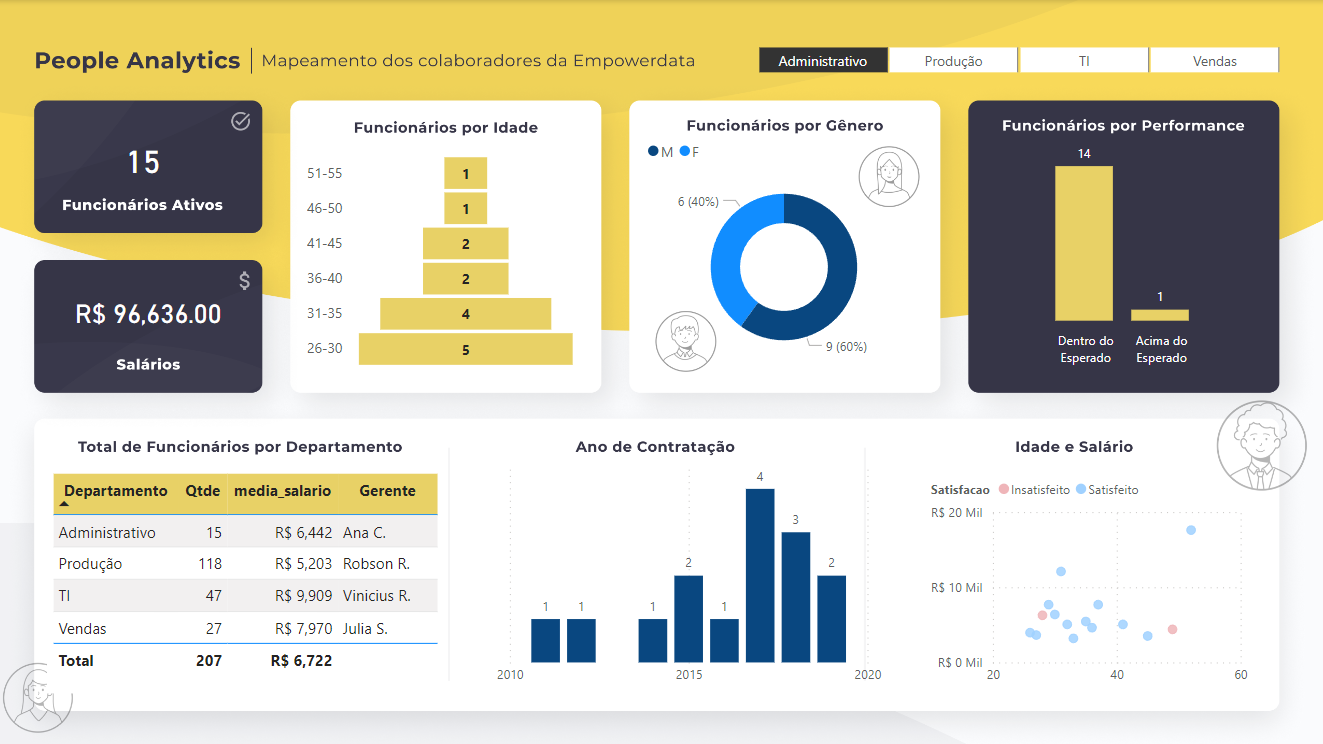 People Analytics | Mapeamento dos colaboradores da Empowerdata
Administrativo Produção TI Vendas
15
Funcionários Ativos
$
R$ 96,636.00
Salários
Funcionários por Idade
51-55 1
46-50 1
41-45 2
36-40 2
31-35 4
26-30 5
Funcionários por Gênero
M F
6 (40%)
9 (60%)
Funcionários por Performance
14
1
Dentro do Esperado
Acima do Esperado
Total de Funcionários por Departamento
Departamento Qtde media_salario Gerente
Administrativo 15 R$ 6,442 Ana C.
Produção 118 R$ 5,203 Robson R.
TI 47 R$ 9,909 Vinicius R.
Vendas 27 R$ 7,970 Julia S.
Total 207 R$ 6,722
Ano de Contratação
1 1 1 2 1 4 3 2
2010 2015 2020
Idade e Salário
Satisfacao Insatisfeito Satisfeito
R$ 20 Mil
R$ 10 Mil
R$ 0 Mil
20 40 60